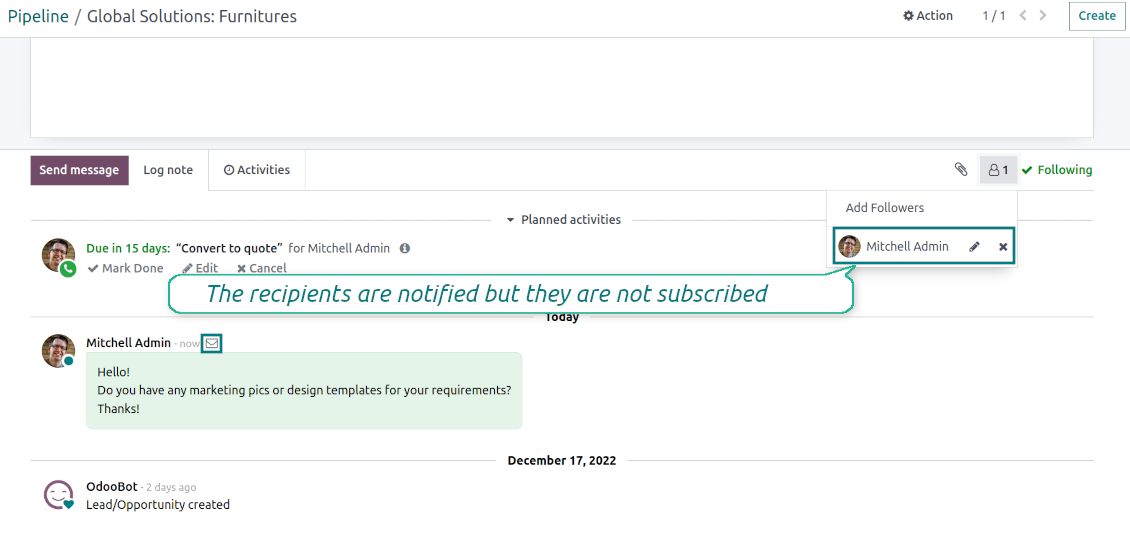 Pipeline / Global Solutions: Furnitures
Action
1 / 1
Create
Send message
Log note
Activities
1
Following
Add Followers
Mitchell Admin
Planned activities
Due in 15 days: “Convert to quote” for Mitchell Admin
Mark Done
Edit
Cancel
The recipients are notified but they are not subscribed
Today
Mitchell Admin - now
Hello!
Do you have any marketing pics or design templates for your requirements?
Thanks!
December 17, 2022
OdooBot - 2 days ago
Lead/Opportunity created